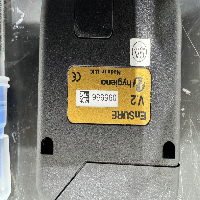 EnSURE
V2
hygiena
Made in U.K.